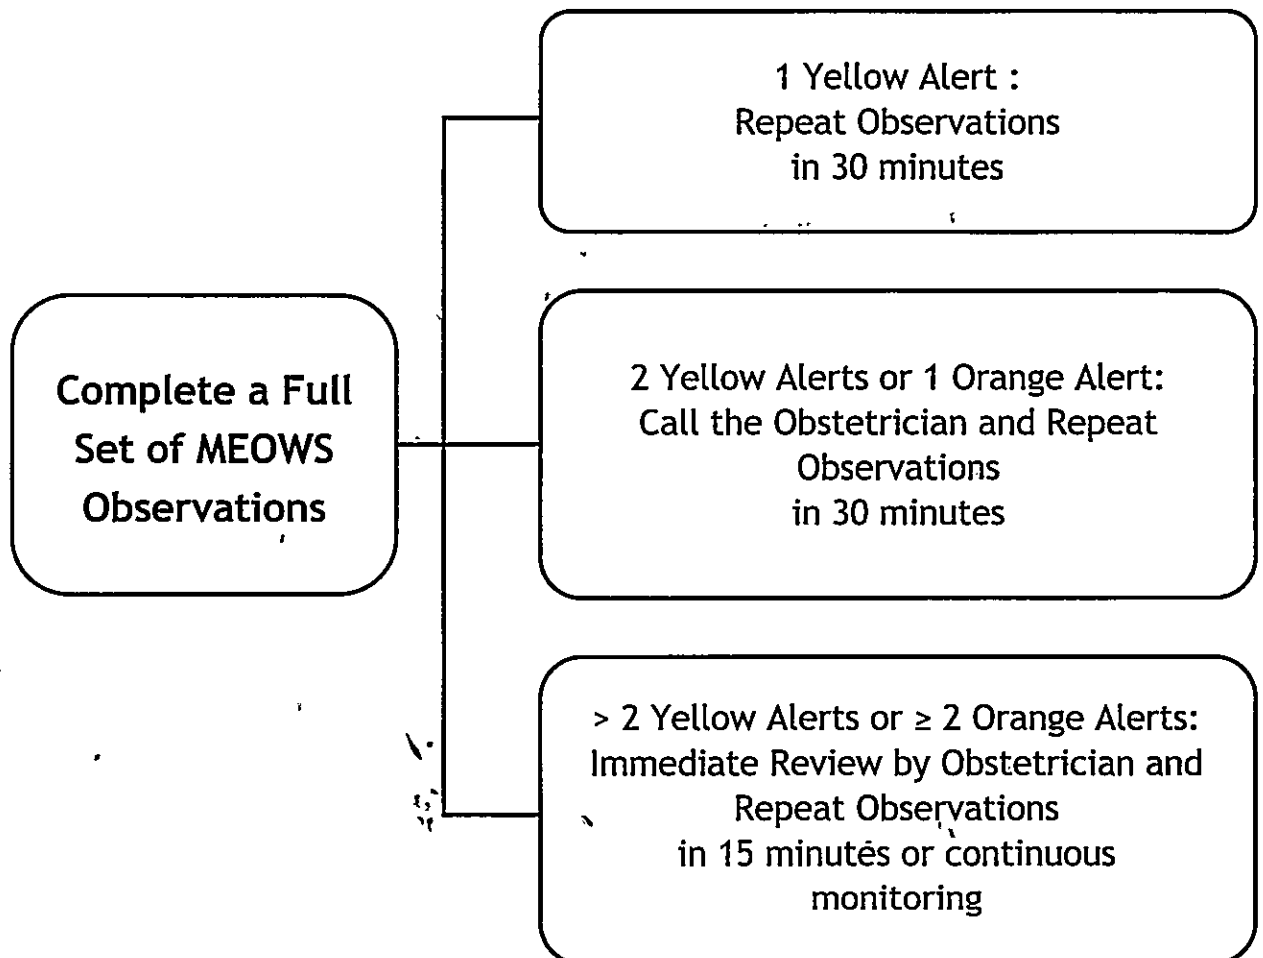 Complete a Full
Set of MEOWS
Observations
1 Yellow Alert :
Repeat Observations
in 30 minutes
2 Yellow Alerts or 1 Orange Alert:
Call the Obstetrician and Repeat
Observations
in 30 minutes
> 2 Yellow Alerts or ≥ 2 Orange Alerts:
Immediate Review by Obstetrician and
Repeat Observations
in 15 minutes or continuous
monitoring